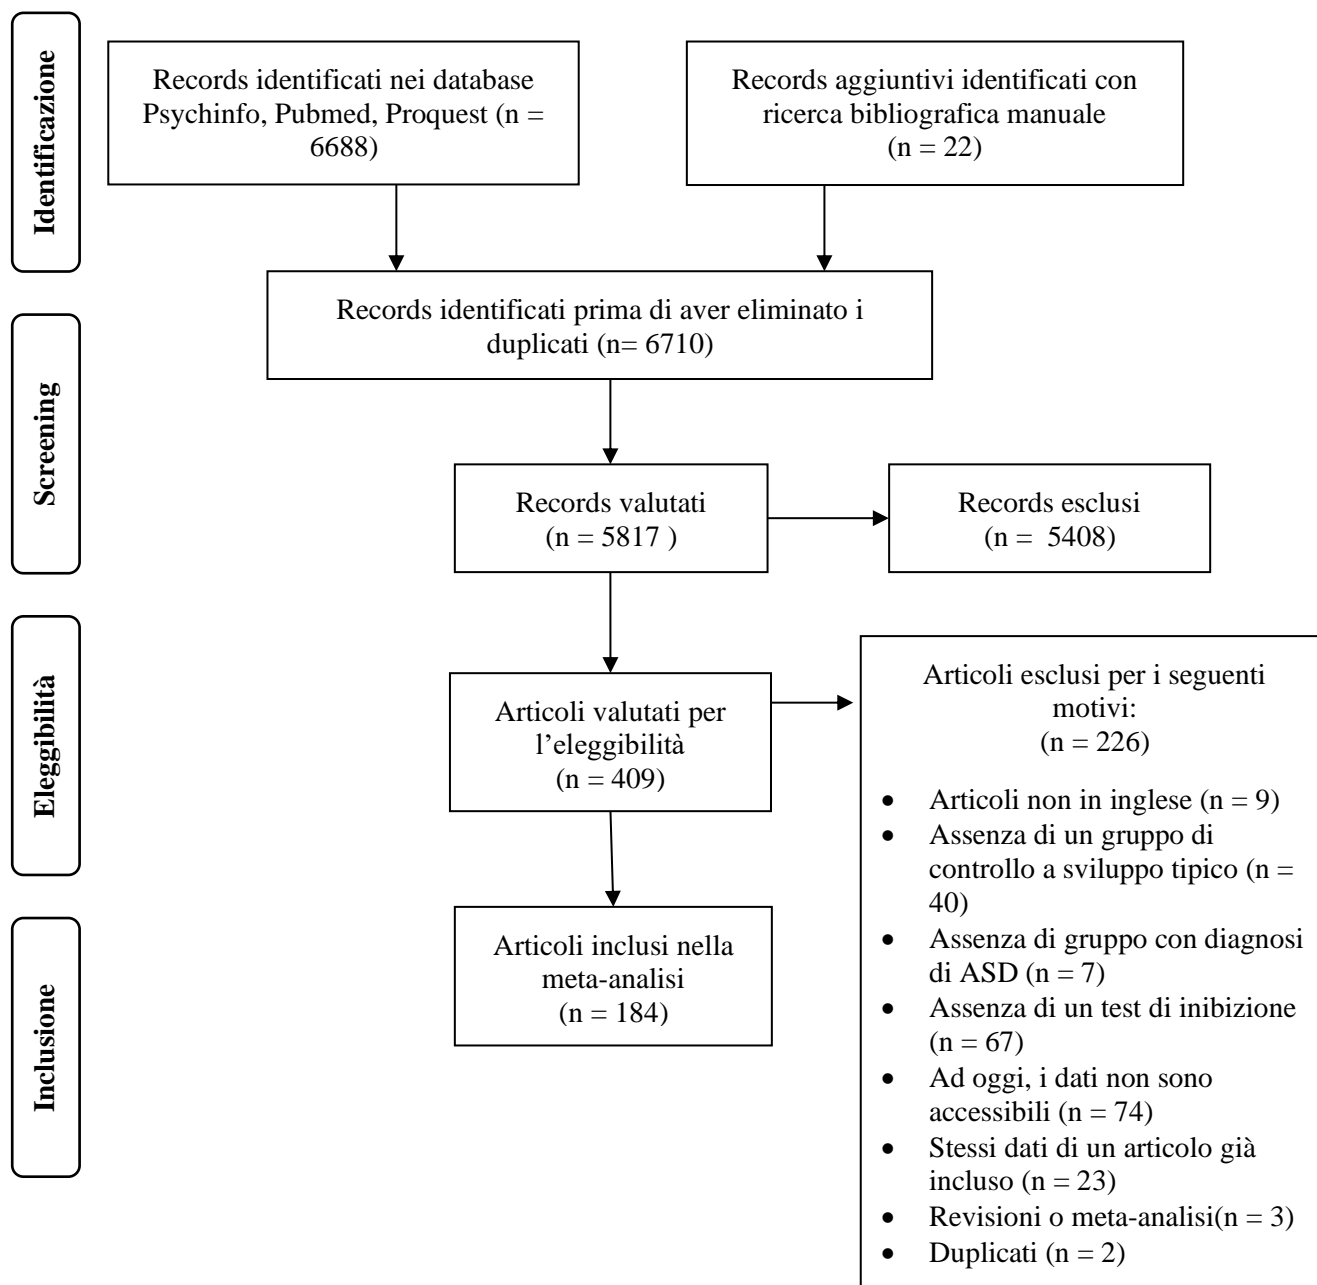 Identificazione
Records identificati nei database
Psychinfo, Pubmed, Proquest (n =
6688)
Records aggiuntivi identificati con
ricerca bibliografica manuale
(n = 22)
Records identificati prima di aver eliminato i
duplicati (n= 6710)
Screening
Records valutati
(n = 5817 )
Records esclusi
(n =  5408)
Eleggibilità
Articoli valutati per
l’eleggibilità
(n = 409)
Articoli esclusi per i seguenti
motivi:
(n = 226)
• Articoli non in inglese (n = 9)
• Assenza di un gruppo di
controllo a sviluppo tipico (n =
40)
• Assenza di gruppo con diagnosi
di ASD (n = 7)
• Assenza di un test di inibizione
(n = 67)
• Ad oggi, i dati non sono
accessibili (n = 74)
• Stessi dati di un articolo già
incluso (n = 23)
• Revisioni o meta-analisi(n = 3)
• Duplicati (n = 2)
Inclusione
Articoli inclusi nella
meta-analisi
(n = 184)